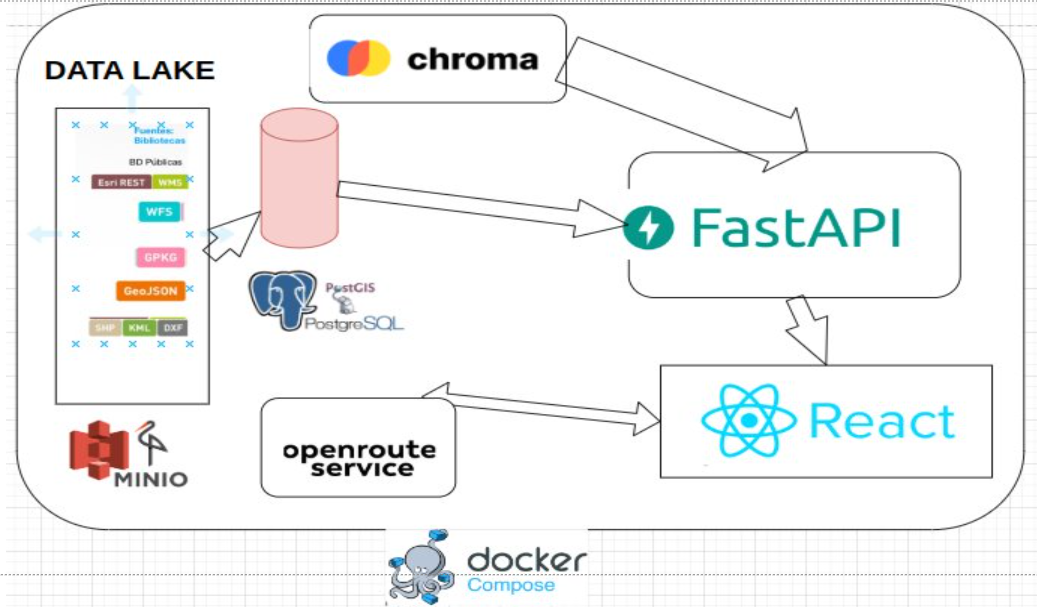 chroma
DATA LAKE
Fuentes:
Bibliotecas
BD Públicas
Esri REST WMS
WFS
GPKG
GeoJSON
SHP KML DXF
MINIO
PostGIS
PostgreSQL
FastAPI
React
openroute
service
docker
Compose